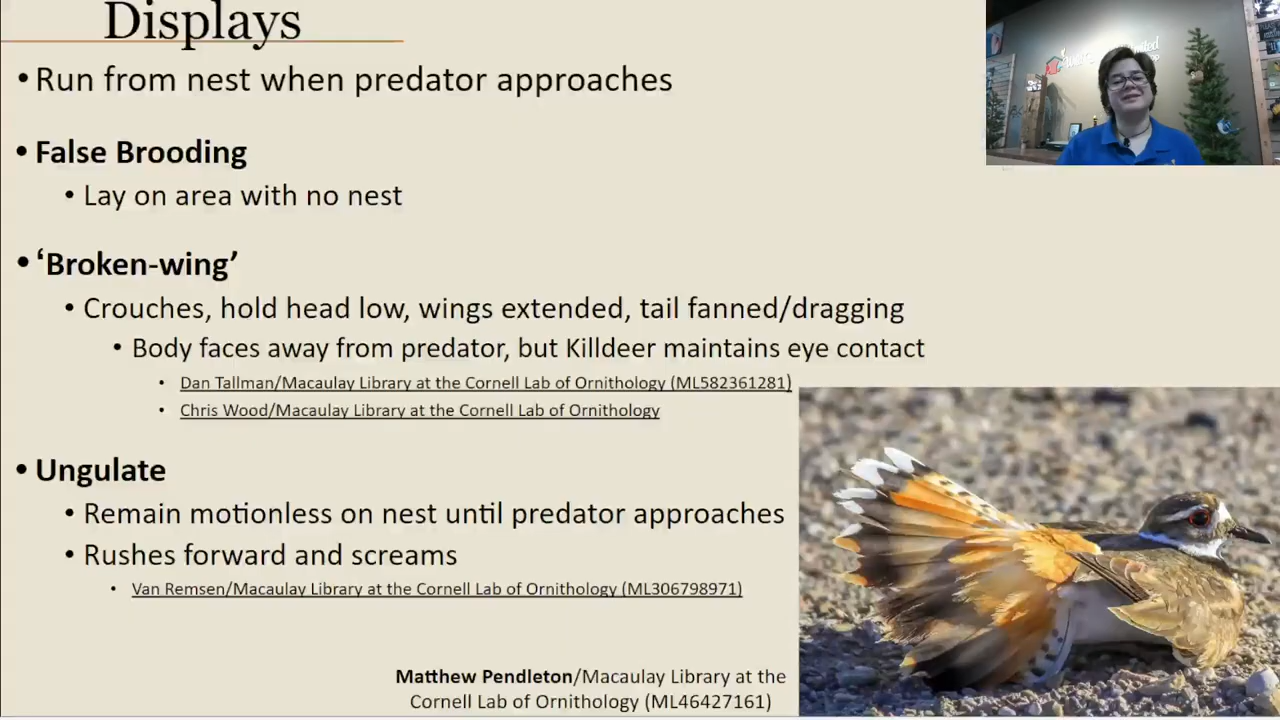 Displays
• Run from nest when predator approaches
• False Brooding
• Lay on area with no nest
• ‘Broken-wing’
• Crouches, hold head low, wings extended, tail fanned/dragging
• Body faces away from predator, but Killdeer maintains eye contact
• Dan Tallman/Macaulay Library at the Cornell Lab of Ornithology (ML582361281)
• Chris Wood/Macaulay Library at the Cornell Lab of Ornithology
• Ungulate
• Remain motionless on nest until predator approaches
• Rushes forward and screams
• Van Remsen/Macaulay Library at the Cornell Lab of Ornithology (ML306798971)
Matthew Pendleton/Macaulay Library at the
Cornell Lab of Ornithology (ML46427161)